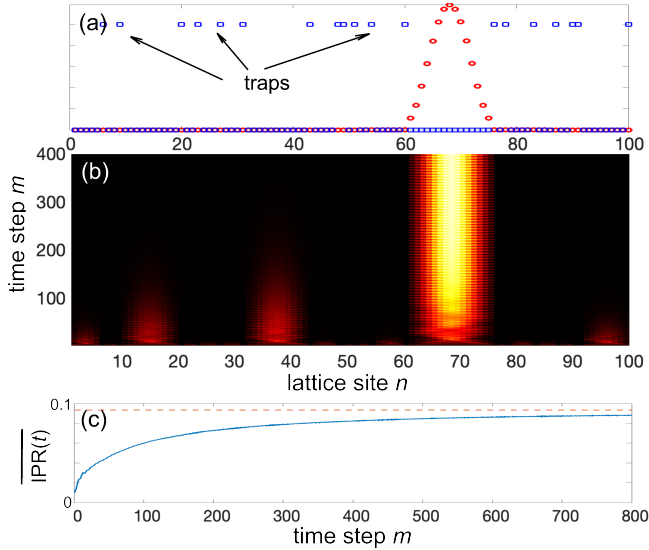 (a)
traps
0 20 40 60 80 100
400
300
200
100
time step m
(b)
10 20 30 40 50 60 70 80 90 100
lattice site n
0.1
0
IPR(t)
(c)
0 100 200 300 400 500 600 700 800
time step m